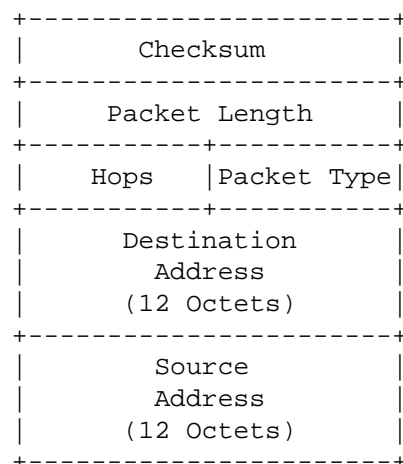 Checksum
Packet Length
Hops Packet Type
Destination
Address
(12 Octets)
Source
Address
(12 Octets)